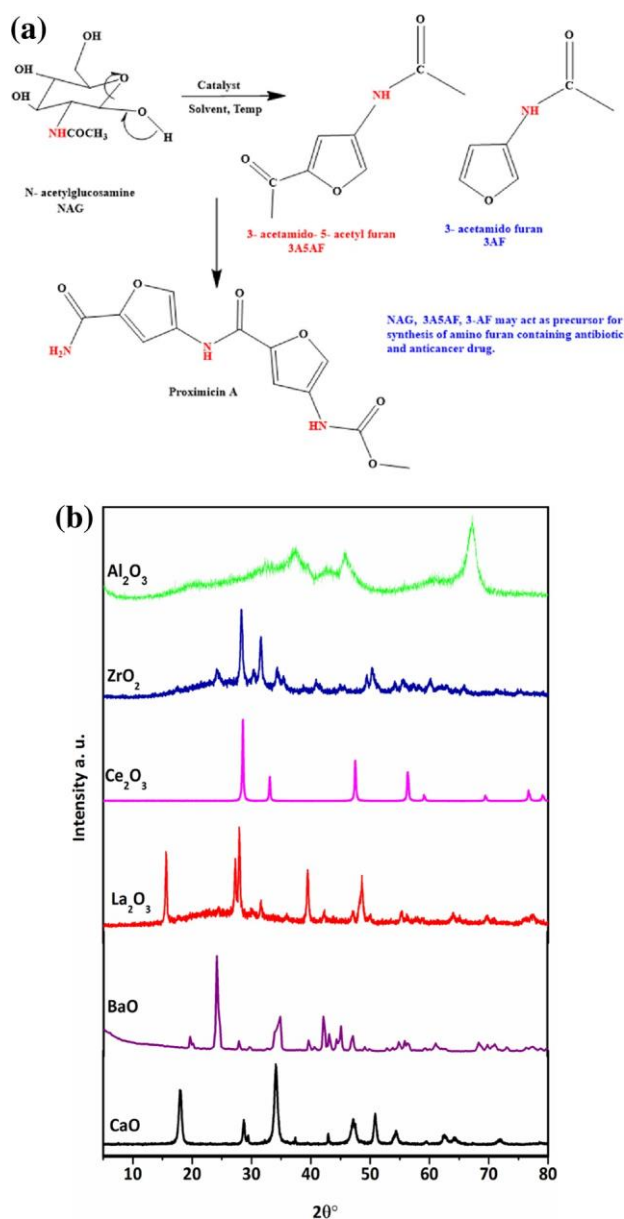 (a)
OH
HO
HO
O
O
H
NHCOCH3
N- acetylglucosamine
NAG
Catalyst
Solvent, Temp
O
C
NH
O
C
O
3- acetamido- 5- acetyl furan
3A5AF
O
C
NH
O
3- acetamido furan
3AF
O
H2N
O
N
H
O
O
HN
O
O
Proximicin A
NAG, 3A5AF, 3-AF may act as precursor for
synthesis of amino furan containing antibiotic
and anticancer drug.
(b)
Intensity a. u.
Al2O3
ZrO2
Ce2O3
La2O3
BaO
CaO
10 20 30 40 50 60 70 80
2θ°